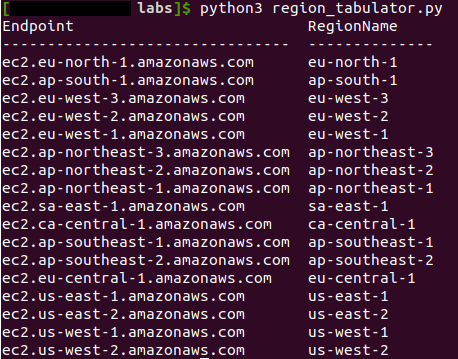 [ labs]$ python3 region_tabulator.py
Endpoint RegionName
-------------------------------- --------------
ec2.eu-north-1.amazonaws.com eu-north-1
ec2.ap-south-1.amazonaws.com ap-south-1
ec2.eu-west-3.amazonaws.com eu-west-3
ec2.eu-west-2.amazonaws.com eu-west-2
ec2.eu-west-1.amazonaws.com eu-west-1
ec2.ap-northeast-3.amazonaws.com ap-northeast-3
ec2.ap-northeast-2.amazonaws.com ap-northeast-2
ec2.ap-northeast-1.amazonaws.com ap-northeast-1
ec2.sa-east-1.amazonaws.com sa-east-1
ec2.ca-central-1.amazonaws.com ca-central-1
ec2.ap-southeast-1.amazonaws.com ap-southeast-1
ec2.ap-southeast-2.amazonaws.com ap-southeast-2
ec2.eu-central-1.amazonaws.com eu-central-1
ec2.us-east-1.amazonaws.com us-east-1
ec2.us-east-2.amazonaws.com us-east-2
ec2.us-west-1.amazonaws.com us-west-1
ec2.us-west-2.amazonaws.com us-west-2